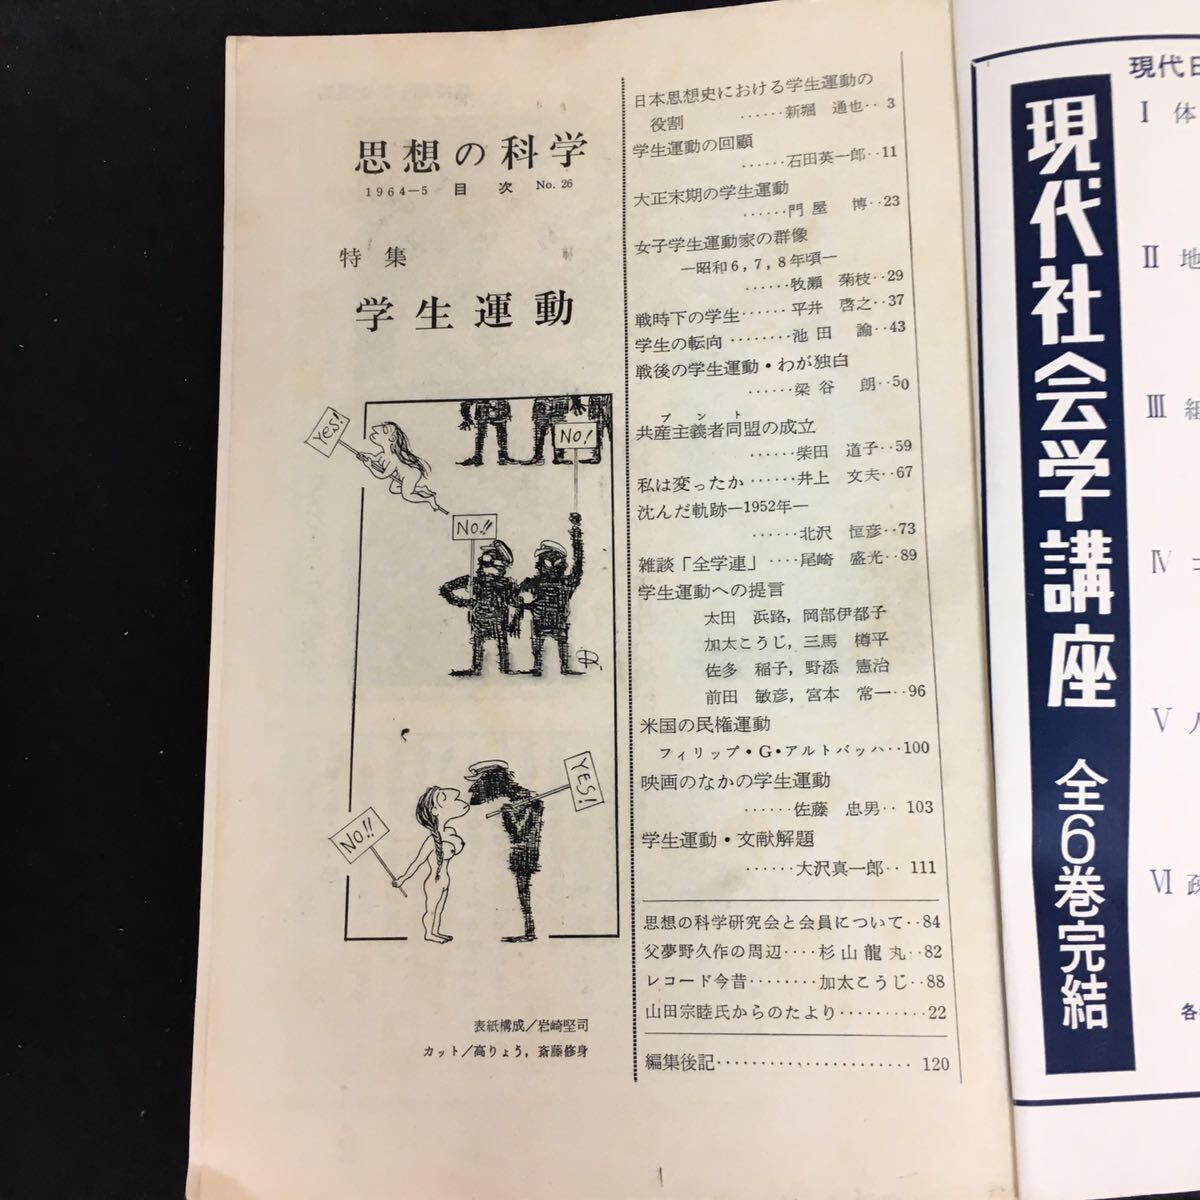 思想の科学
1964—5 目次 No. 26
特集
学生運動
Yes!
NO!
NO.!!
YES!
NO!!
表紙構成／岩崎堅司
カット／高りょう，斎藤修身
日本思想史における学生運動の
役割 ······新堀 通也··3
学生運動の回顧
······石田英一郎··11
大正末期の学生運動
······門屋 博··23
女子学生運動家の群像
—昭和6，7，8年頃—
······牧瀬 菊枝··29
戦時下の学生······平井 啓之··37
学生の転向········池田 諭··43
戦後の学生運動・わが独白
······梁谷 朗··50
ブント
共産主義者同盟の成立
······柴田 道子··59
私は変ったか······井上 文夫··67
沈んだ軌跡—1952年—
······北沢 恒彦··73
雑談「全学連」····尾崎 盛光··89
学生運動への提言
太田 浜路，岡部伊都子
加太こうじ，三馬 樽平
佐多 稲子，野添 憲治
前田 敏彦，宮本 常一··96
米国の民権運動
フィリップ・G・アルトバッハ··100
映画のなかの学生運動
······佐藤 忠男··103
学生運動・文献解題
······大沢真一郎··111
思想の科学研究会と会員について··84
父夢野久作の周辺····杉山龍丸··82
レコード今昔········加太こうじ··88
山田宗睦氏からのたより··········22
編集後記······················120
現代社会学講座 全6巻完結
現代日
Ⅰ 体
Ⅱ 地
Ⅲ 組
Ⅳ
Ⅴ
Ⅵ 疎
各